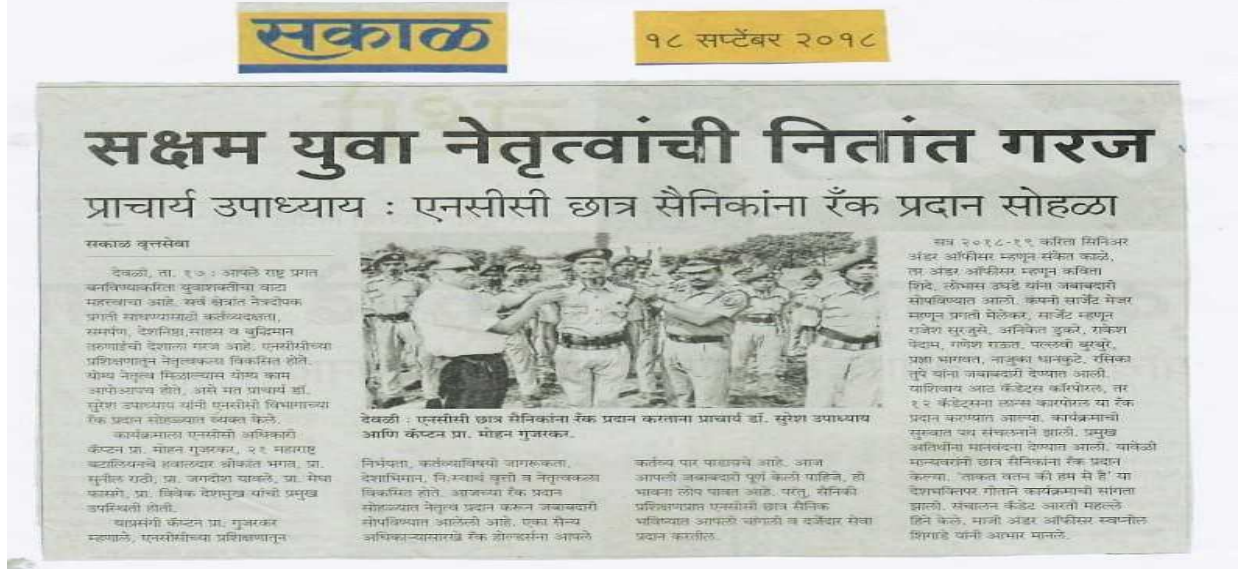 सकाळ
१८ सप्टेंबर २०१८
सक्षम युवा नेतृत्वांची नितांत गरज
प्राचार्य उपाध्याय : एनसीसी छात्र सैनिकांना रँक प्रदान सोहळा
सकाळ वृत्तसेवा
देवळी, ता. १७ : आपले राष्ट्र प्रगत
बनविण्याकरिता युवाशक्तीचा वाटा
महत्त्वाचा आहे. सर्व क्षेत्रांत नेत्रदीपक
प्रगती साधण्यासाठी कर्तव्यदक्षता,
समर्पण, देशनिष्ठा,साहस व बुद्धिमान
तरुणाईची देशाला गरज आहे. एनसीसीच्या
प्रशिक्षणातून नेतृत्वकला विकसित होते.
योग्य नेतृत्व मिळाल्यास योग्य काम
आपोआपच होते, असे मत प्राचार्य डॉ.
सुरेश उपाध्याय यांनी एनसीसी विभागाच्या
रँक प्रदान सोहळ्यात व्यक्त केले.
कार्यक्रमाला एनसीसी अधिकारी
कॅप्टन प्रा. मोहन गुजरकर, २१ महाराष्ट्र
बटालियनचे हवालदार श्रीकांत भगत, प्रा.
सुनील राठी, प्रा. जगदीश यावले, प्रा. मेघा
फासगे, प्रा. विवेक देशमुख यांची प्रमुख
उपस्थिती होती.
याप्रसंगी कॅप्टन प्रा. गुजरकर
म्हणाले, एनसीसीच्या प्रशिक्षणातून
देवळी : एनसीसी छात्र सैनिकांना रँक प्रदान करताना प्राचार्य डॉ. सुरेश उपाध्याय
आणि कॅप्टन प्रा. मोहन गुजरकर.
निर्भयता, कर्तव्याविषयी जागरूकता,
देशाभिमान, नि:स्वार्थ वृत्ती व नेतृत्वकला
विकसित होते. आजच्या रँक प्रदान
सोहळ्यात नेतृत्व प्रदान करून जबाबदारी
सोपविण्यात आलेली आहे. एका सैन्य
अधिकाऱ्यासारखे रँक होल्डर्सना आपले
कर्तव्य पार पाडायचे आहे. आज
आपली जबाबदारी पूर्ण केली पाहिजे, ही
भावना लोप पावत आहे. परंतु, सैनिकी
प्रशिक्षणप्राप्त एनसीसी छात्र सैनिक
भविष्यात आपली चांगली व दर्जेदार सेवा
प्रदान करतील.
सत्र २०१८-१९ करिता सिनिअर
अंडर ऑफीसर म्हणून संकेत काळे,
तर अंडर ऑफीसर म्हणून कविता
शिंदे, लोभास उघडे यांना जबाबदारी
सोपविण्यात आली. कंपनी सार्जेंट मेजर
म्हणून प्रगती मेलेकर, सार्जेंट म्हणून
राजेश सुरजुसे, अनिकेत डुकरे, राकेश
पेंदाम, गणेश राऊत, पल्लवी बुरबुरे,
प्रज्ञा भागवत, नाजुका धानकुटे, रसिका
तुपे यांना जबाबदारी देण्यात आली.
याशिवाय आठ कॅडेट्स कॉरपोरल, तर
१२ कॅडेट्सना लान्स कारपोरल या रँक
प्रदान करण्यात आल्या. कार्यक्रमाची
सुरुवात पथ संचलनाने झाली. प्रमुख
अतिथींना मानवंदना देण्यात आली. यावेळी
मान्यवरांनी छात्र सैनिकांना रँक प्रदान
केल्या. 'ताकत वतन की हम से है' या
देशभक्तिपर गीताने कार्यक्रमाची सांगता
झाली. संचालन कॅडेट आरती महल्ले
हिने केले. माजी अंडर ऑफीसर स्वप्नील
शिंगाडे यांनी आभार मानले.